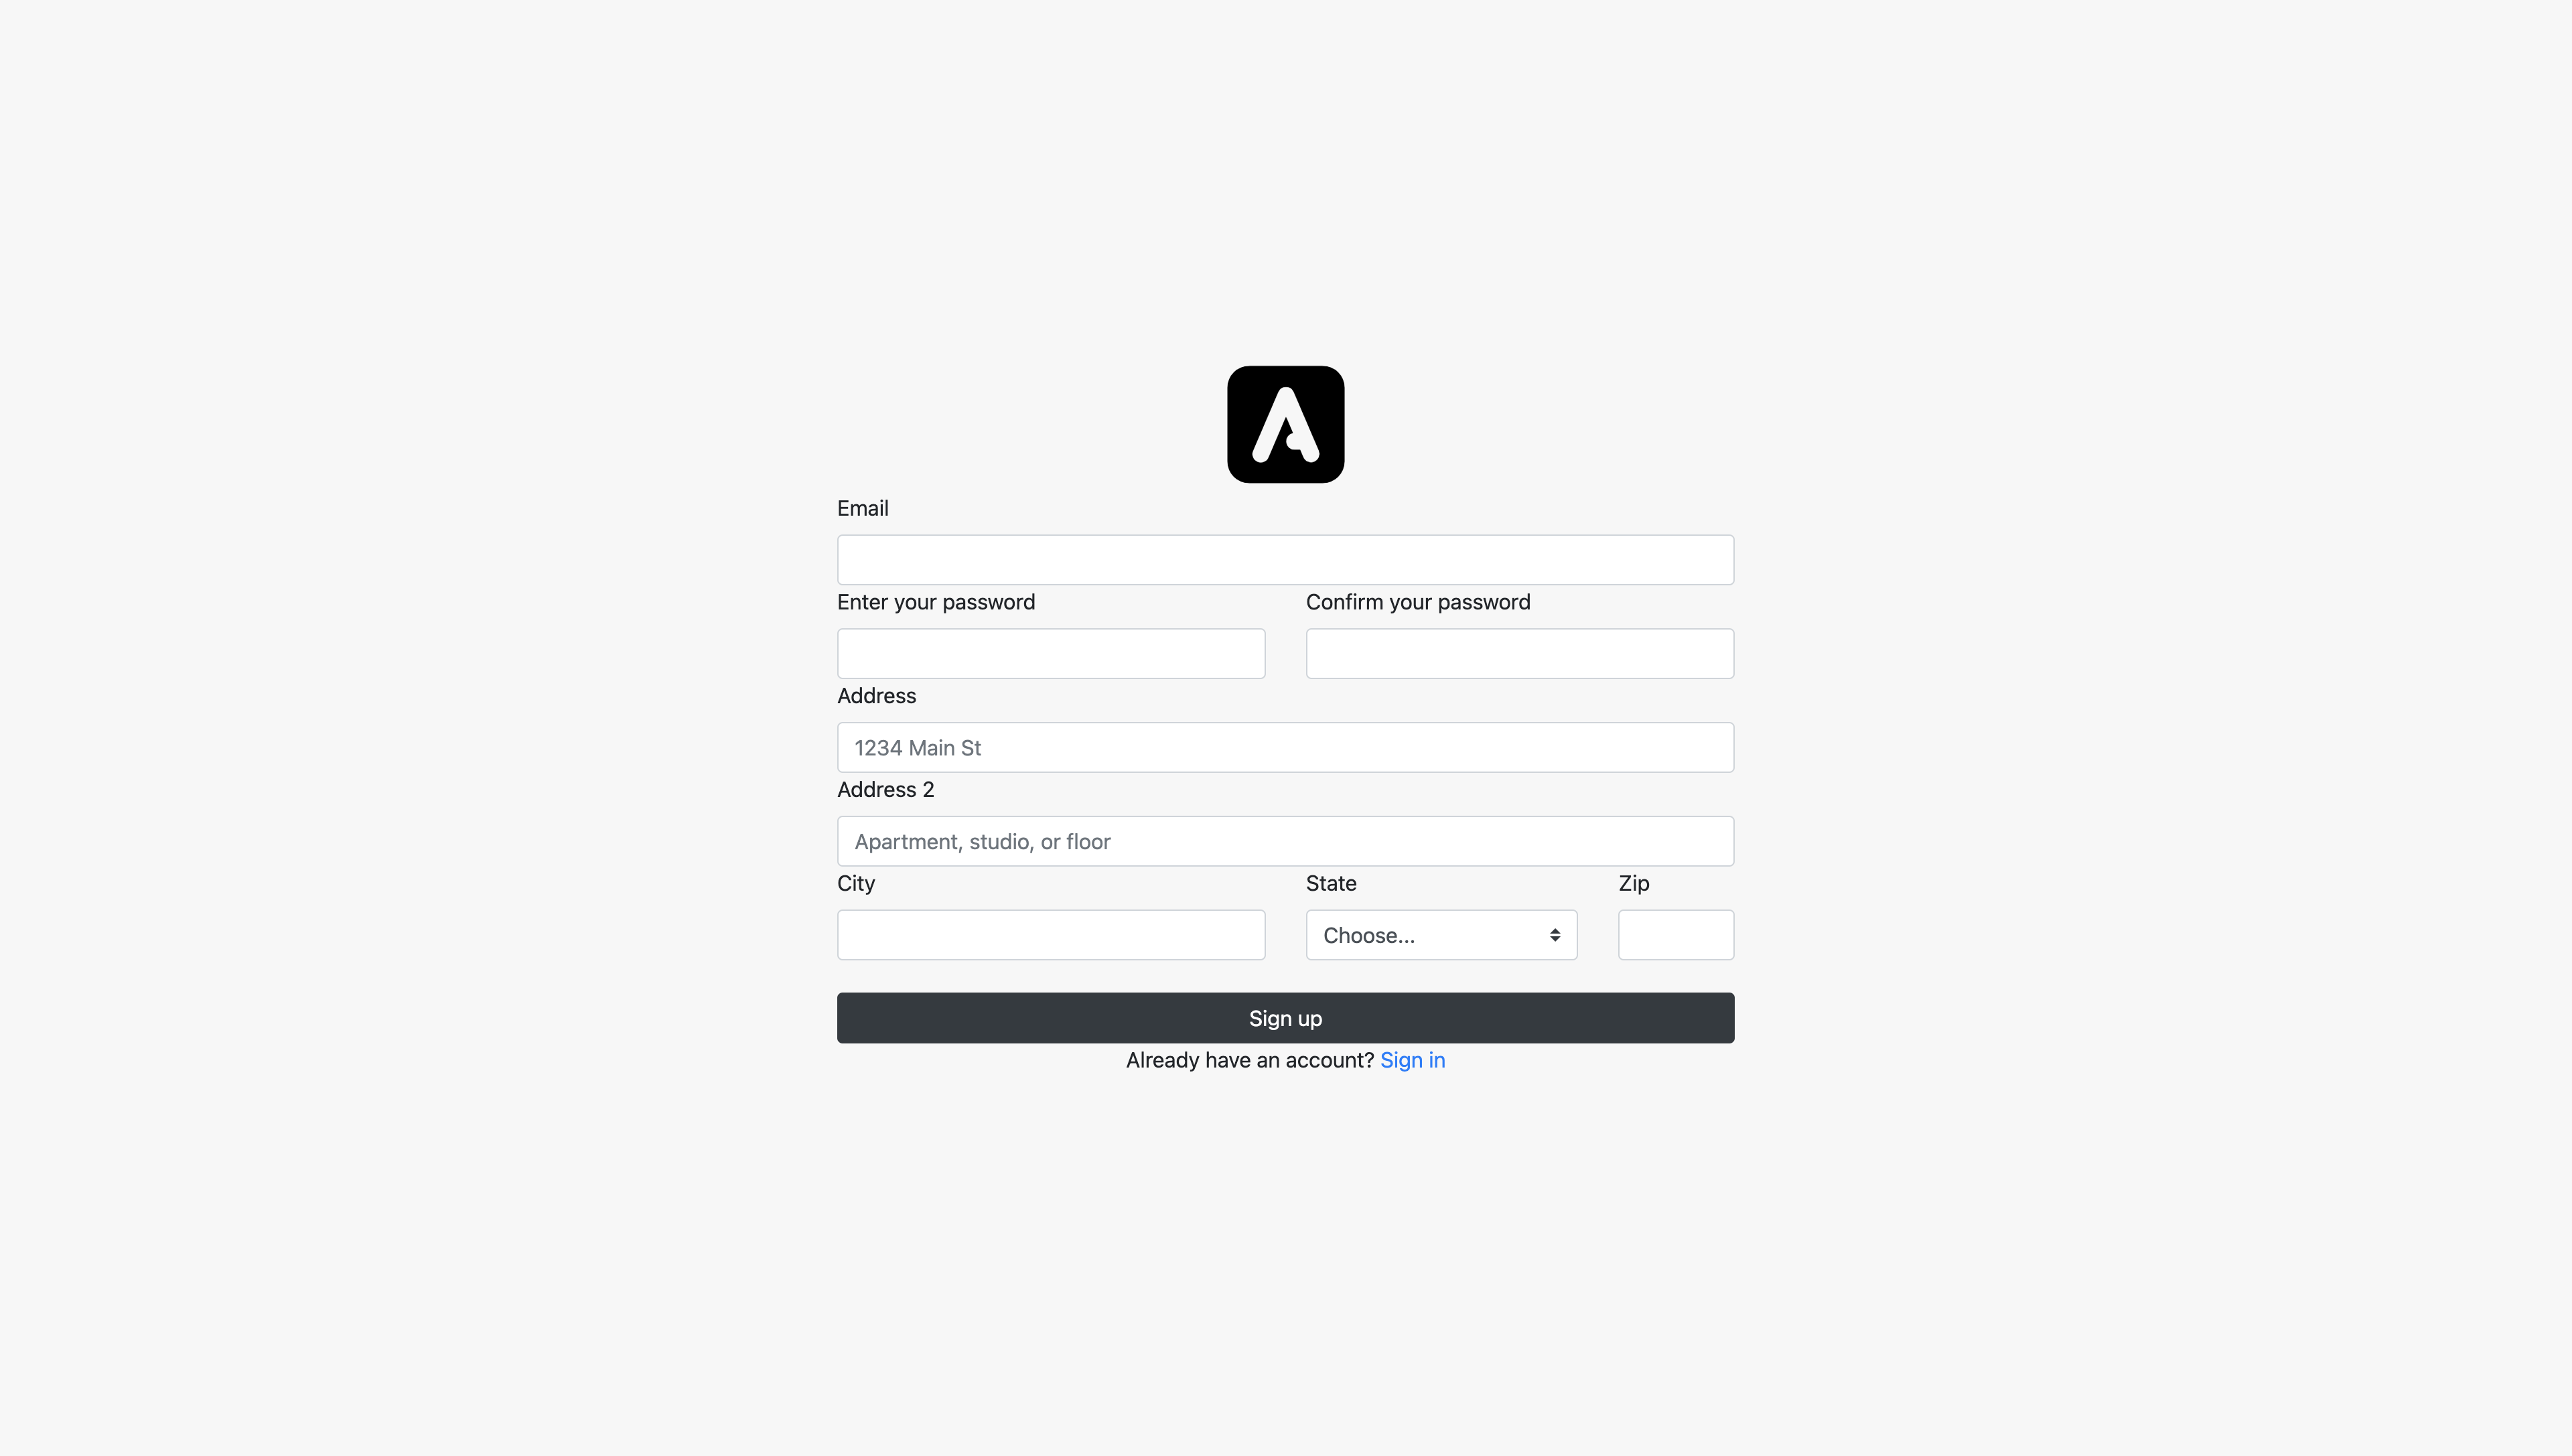 Email
Enter your password Confirm your password
Address
1234 Main St
Address 2
Apartment, studio, or floor
City State Zip
Choose...
Sign up
Already have an account? Sign in